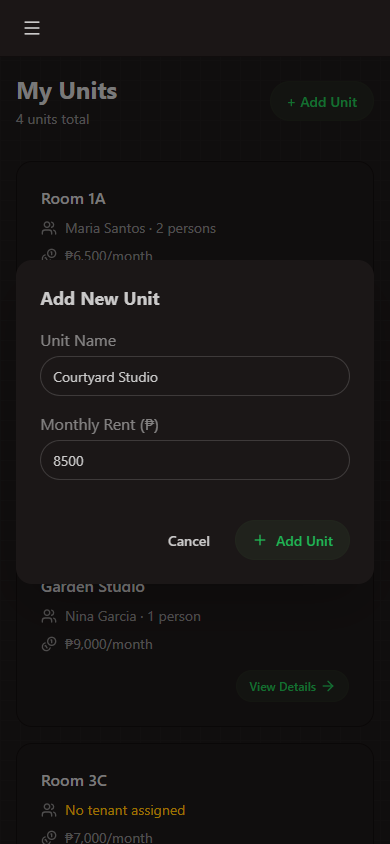 My Units
4 units total
+ Add Unit
Room 1A
Maria Santos · 2 persons
₱6,500/month
Add New Unit
Unit Name
Courtyard Studio
Monthly Rent (₱)
8500
Cancel
+ Add Unit
Garden Studio
Nina Garcia · 1 person
₱9,000/month
View Details →
Room 3C
No tenant assigned
₱7,000/month